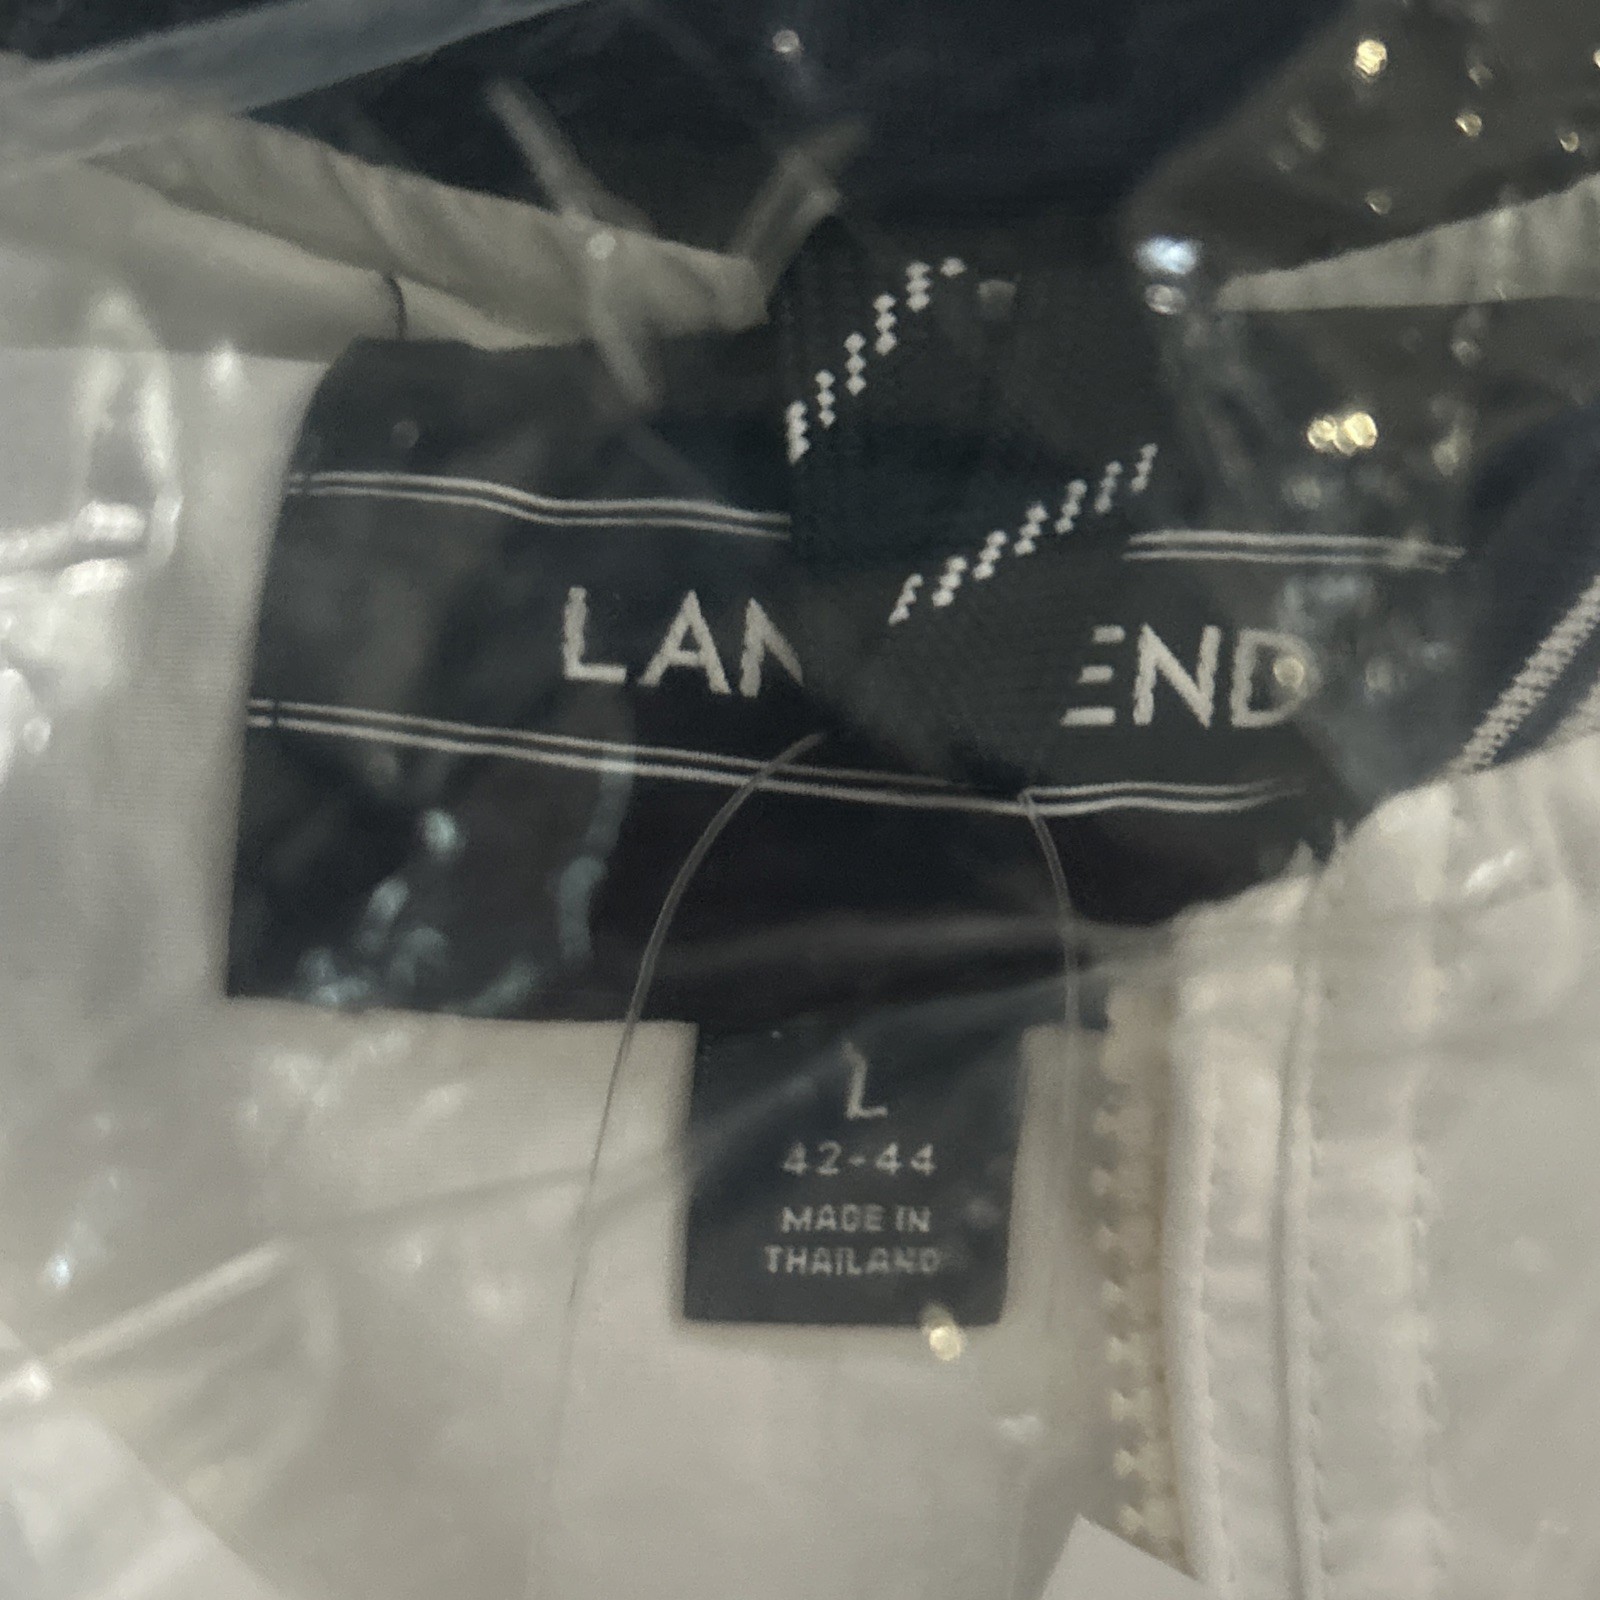 LAN END
L
42-44
MADE IN
THAILAND